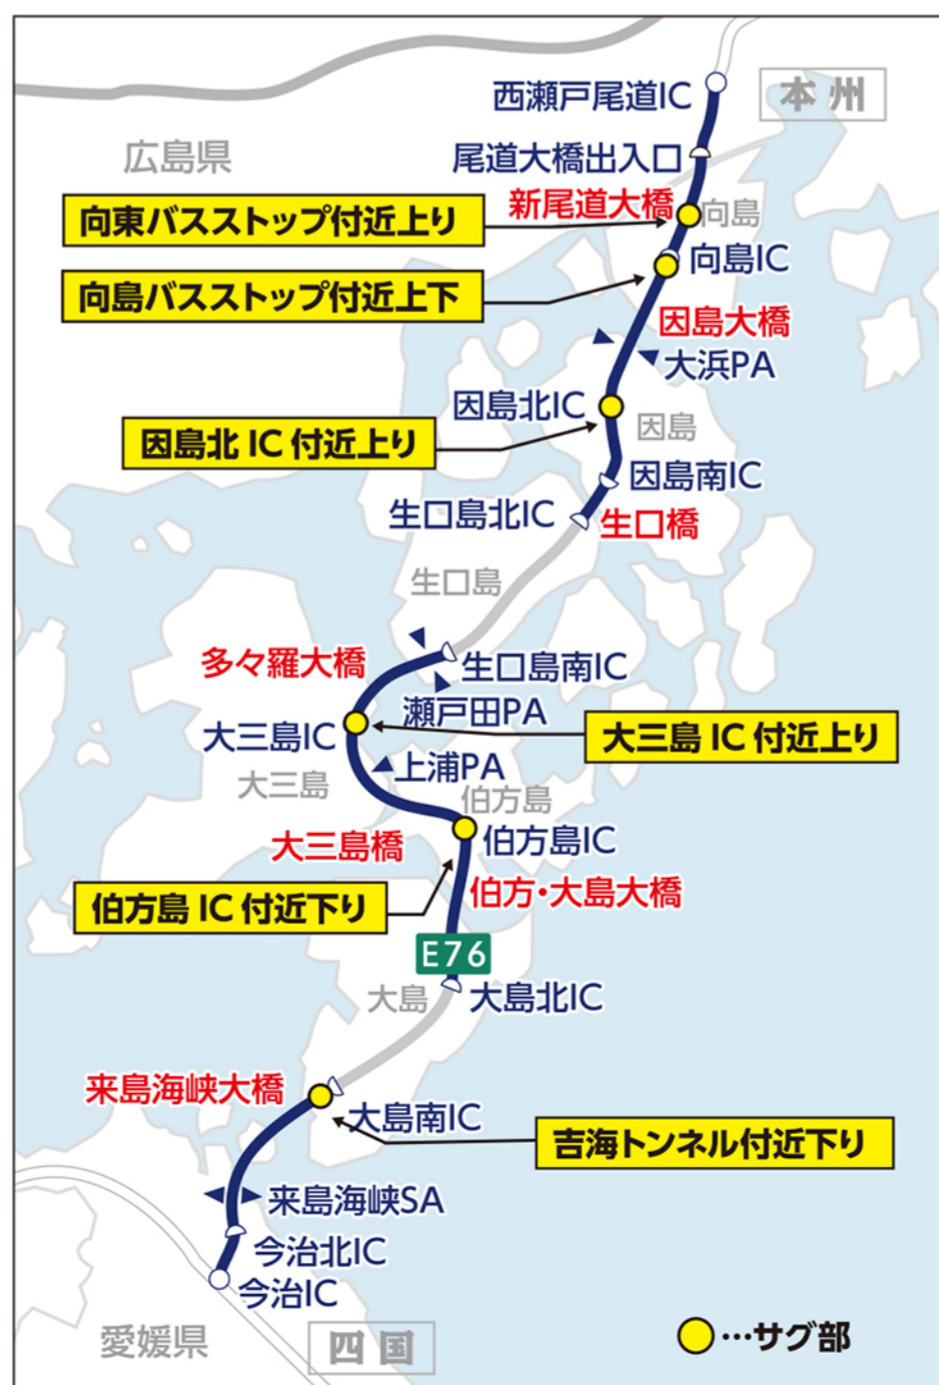 西瀬戸尾道IC
本州
尾道大橋出入口
広島県
新尾道大橋
向島
向東バスストップ付近上り
向島IC
向島バスストップ付近上下
因島大橋
大浜PA
因島北IC
因島
因島北 IC 付近上り
因島南IC
生口島北IC
生口橋
生口島
多々羅大橋
生口島南IC
瀬戸田PA
大三島IC
大三島 IC 付近上り
上浦PA
大三島
伯方島
伯方島IC
大三島橋
伯方・大島大橋
伯方島 IC 付近下り
E76
大島
大島北IC
来島海峡大橋
大島南IC
吉海トンネル付近下り
来島海峡SA
今治北IC
今治IC
愛媛県
四国
…サグ部